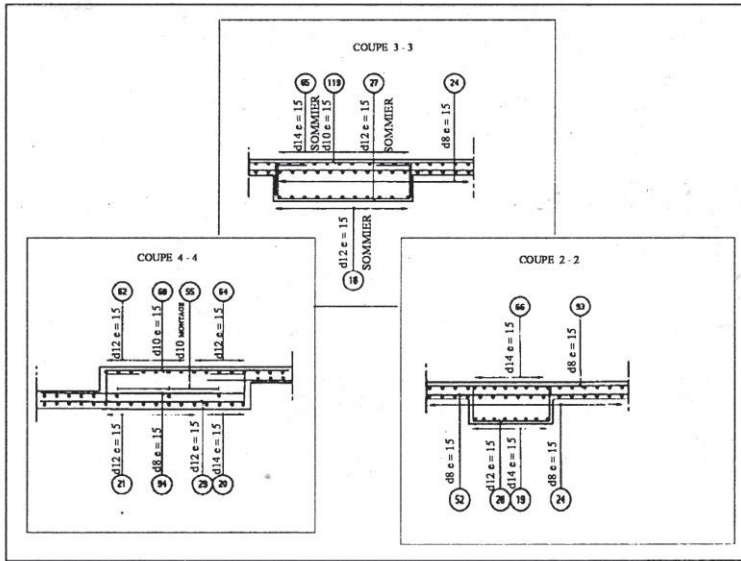 COUPE 3 - 3
65 119 27 24
d14 e = 15
SOMMIER
d10 e = 15
d12 e = 15
SOMMIER
d8 e = 15
d12 e = 15
SOMMIER
16
COUPE 4 - 4
62 68 55 64
d12 e = 15
d10 e = 15
d10 MONTAGE
d12 e = 15
d12 e = 15
d8 e = 15
d12 e = 15
d14 e = 15
21 94 29 20
COUPE 2 - 2
66 93
d14 e = 15
d8 e = 15
d8 e = 15
d12 e = 15
d14 e = 15
d8 e = 15
52 28 19 24